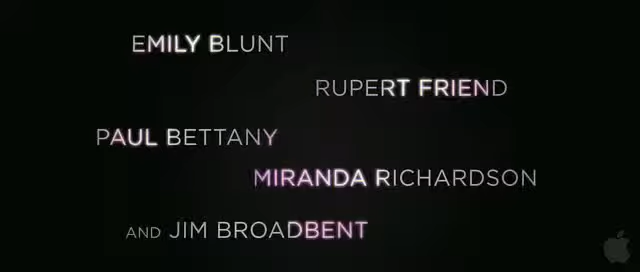 EMILY BLUNT
RUPERT FRIEND
PAUL BETTANY
MIRANDA RICHARDSON
AND JIM BROADBENT